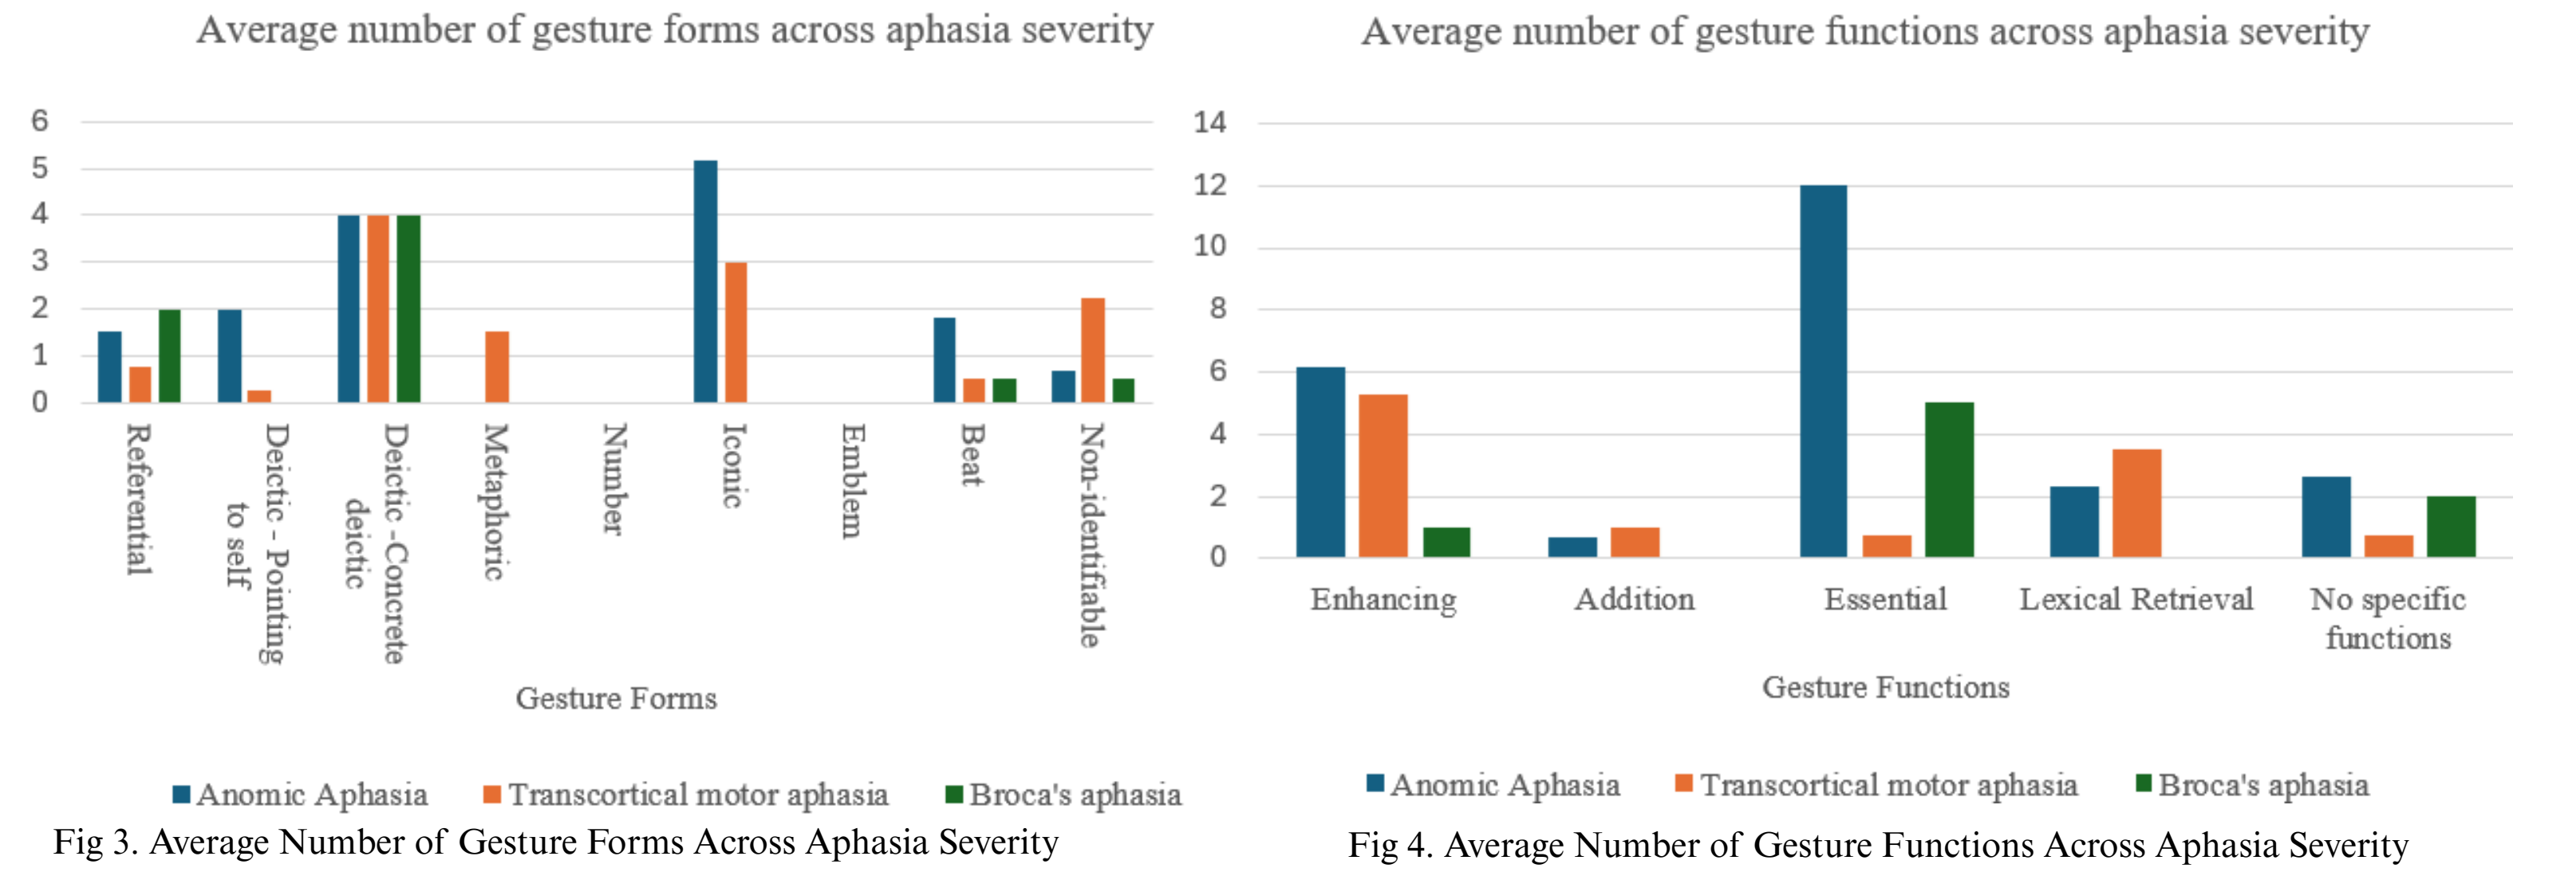 Average number of gesture forms across aphasia severity
6
5
4
3
2
1
0
Referential
Deictic - Pointing
to self
Deictic -Concrete
deictic
Metaphoric
Number
Iconic
Emblem
Beat
Non-identifiable
Gesture Forms
Anomic Aphasia
Transcortical motor aphasia
Broca's aphasia
Fig 3. Average Number of Gesture Forms Across Aphasia Severity
Average number of gesture functions across aphasia severity
14
12
10
8
6
4
2
0
Enhancing
Addition
Essential
Lexical Retrieval
No specific
functions
Gesture Functions
Anomic Aphasia
Transcortical motor aphasia
Broca's aphasia
Fig 4. Average Number of Gesture Functions Across Aphasia Severity